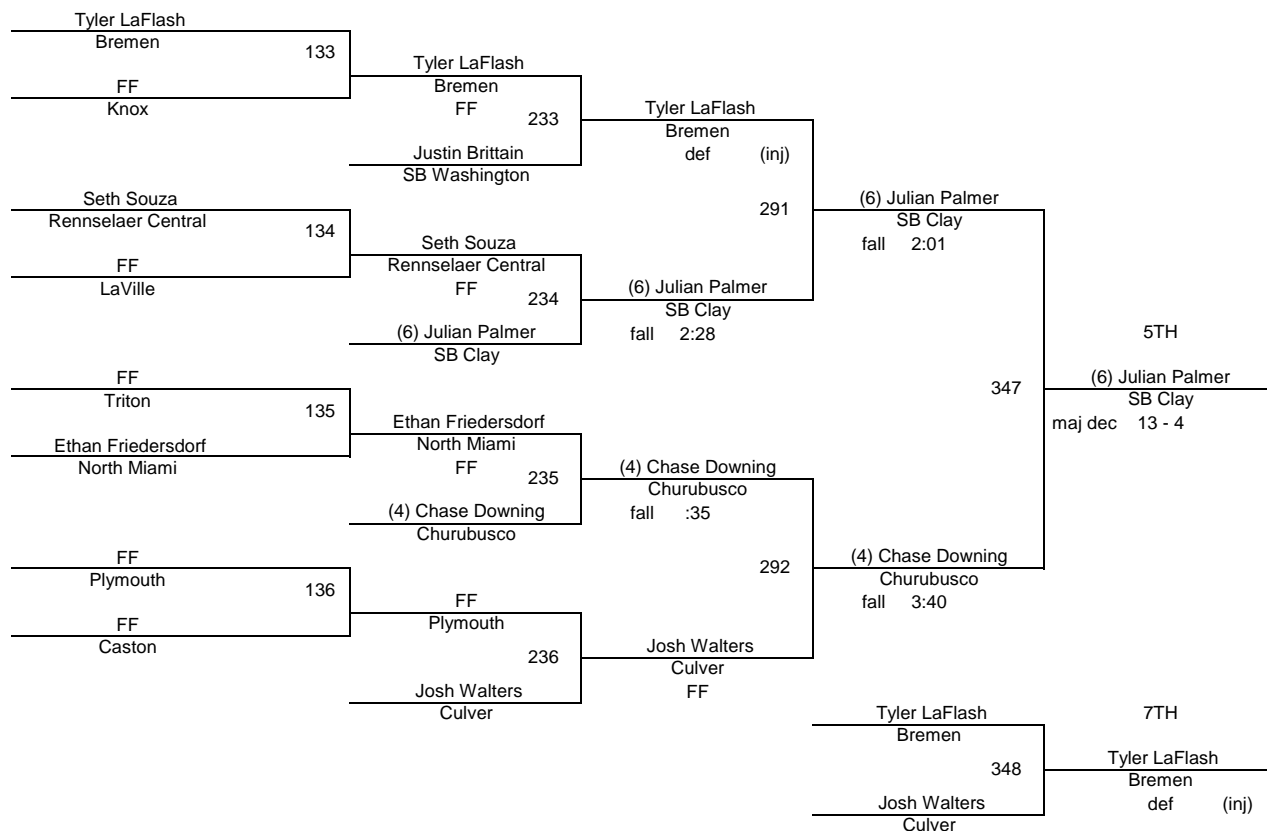 Tyler LaFlash
Bremen
133
FF
Knox
Tyler LaFlash
Bremen
FF
233
Justin Brittain
SB Washington
Tyler LaFlash
Bremen
def (inj)
Seth Souza
Rennselaer Central
134
FF
LaVille
Seth Souza
Rennselaer Central
FF
234
(6) Julian Palmer
SB Clay
(6) Julian Palmer
SB Clay
fall 2:28
291
(6) Julian Palmer
SB Clay
fall 2:01
FF
Triton
135
Ethan Friedersdorf
North Miami
Ethan Friedersdorf
North Miami
FF
235
(4) Chase Downing
Churubusco
(4) Chase Downing
Churubusco
fall :35
FF
Plymouth
136
FF
Caston
FF
Plymouth
236
Josh Walters
Culver
Josh Walters
Culver
FF
292
(4) Chase Downing
Churubusco
fall 3:40
347
5TH
(6) Julian Palmer
SB Clay
maj dec 13 - 4
Tyler LaFlash
Bremen
348
Josh Walters
Culver
7TH
Tyler LaFlash
Bremen
def (inj)